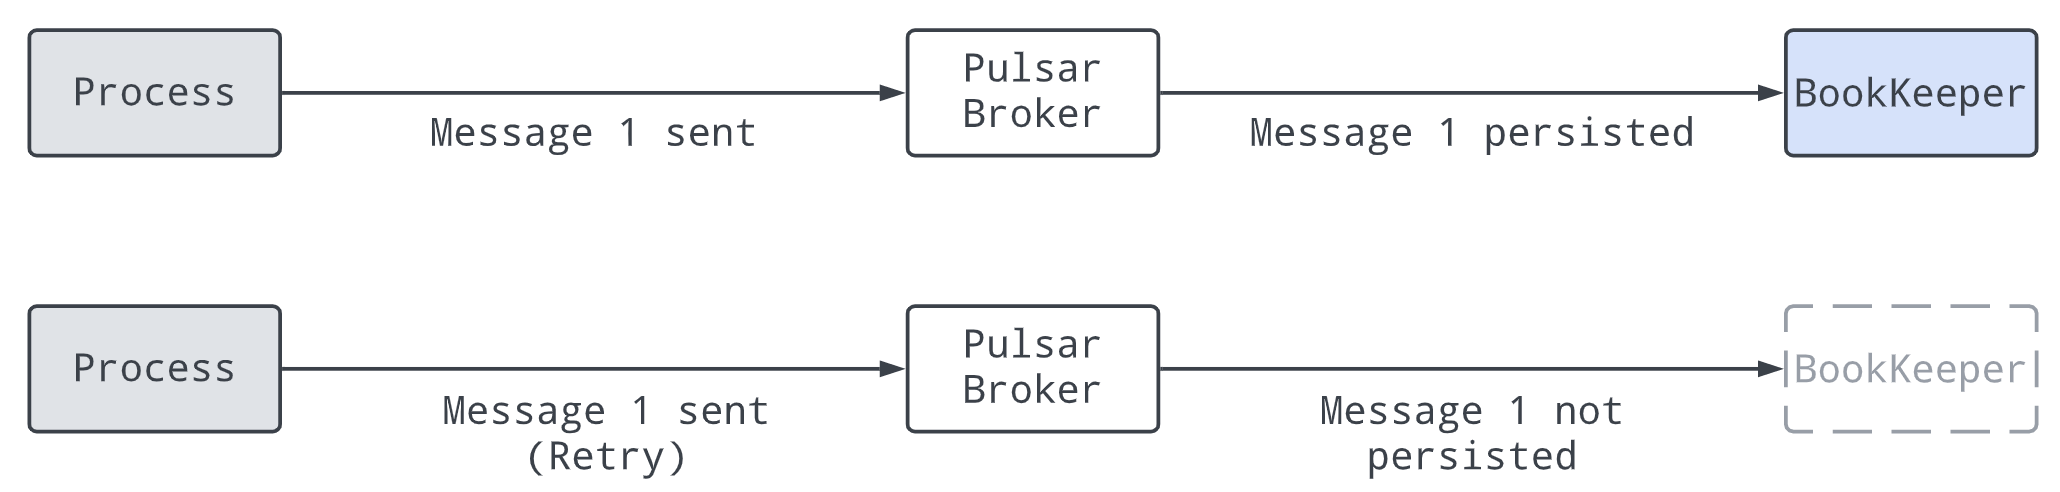 Process
Message 1 sent
Pulsar
Broker
Message 1 persisted
BookKeeper
Process
Message 1 sent
(Retry)
Pulsar
Broker
Message 1 not
persisted
BookKeeper